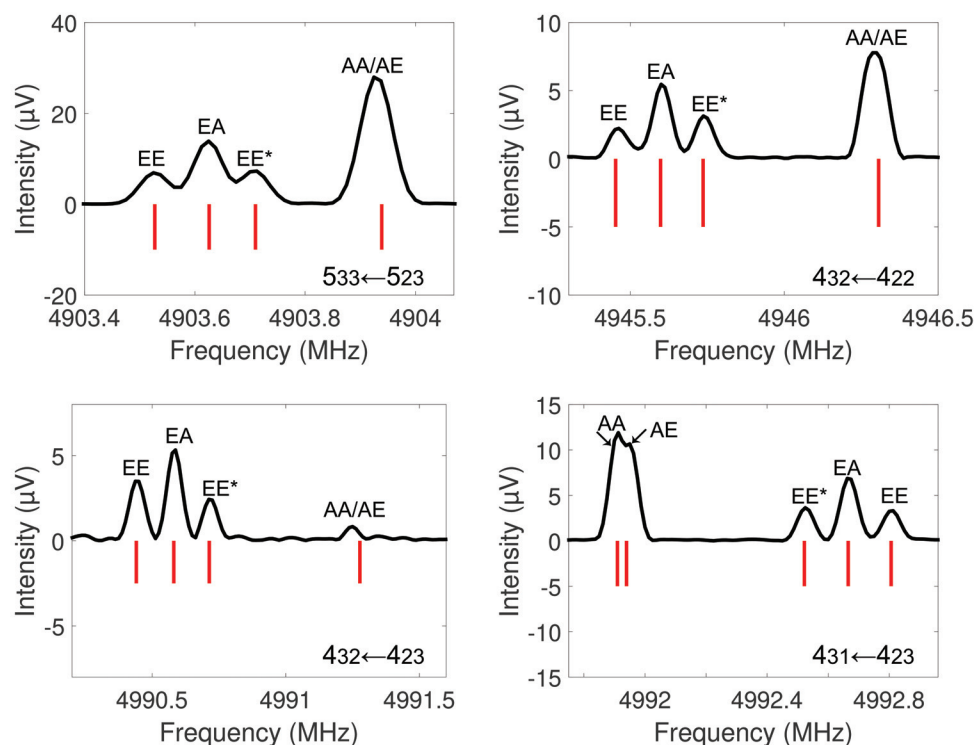 40
20
0
-20
Intensity (µV)
EE
EA
EE*
AA/AE
5₃₃←5₂₃
4903.4
4903.6
4903.8
4904
Frequency (MHz)
10
5
0
-5
-10
Intensity (µV)
EE
EA
EE*
AA/AE
4₃₂←4₂₂
4945.5
4946
4946.5
Frequency (MHz)
5
0
-5
Intensity (µV)
EE
EA
EE*
AA/AE
4₃₂←4₂₃
4990.5
4991
4991.5
Frequency (MHz)
15
10
5
0
-5
-10
-15
Intensity (µV)
AA
AE
EE*
EA
EE
4₃₁←4₂₃
4992
4992.4
4992.8
Frequency (MHz)